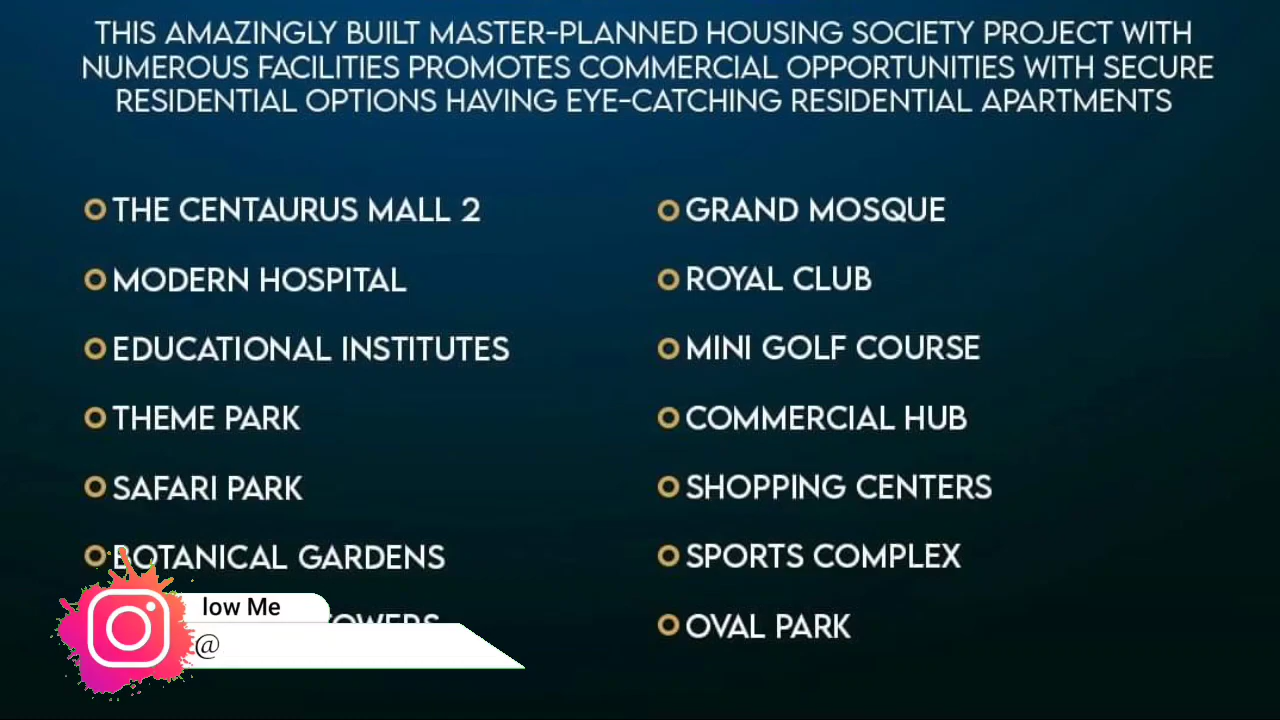 THIS AMAZINGLY BUILT MASTER-PLANNED HOUSING SOCIETY PROJECT WITH
NUMEROUS FACILITIES PROMOTES COMMERCIAL OPPORTUNITIES WITH SECURE
RESIDENTIAL OPTIONS HAVING EYE-CATCHING RESIDENTIAL APARTMENTS
THE CENTAURUS MALL 2
MODERN HOSPITAL
EDUCATIONAL INSTITUTES
THEME PARK
SAFARI PARK
BOTANICAL GARDENS
GRAND MOSQUE
ROYAL CLUB
MINI GOLF COURSE
COMMERCIAL HUB
SHOPPING CENTERS
SPORTS COMPLEX
OVAL PARK
low Me
@